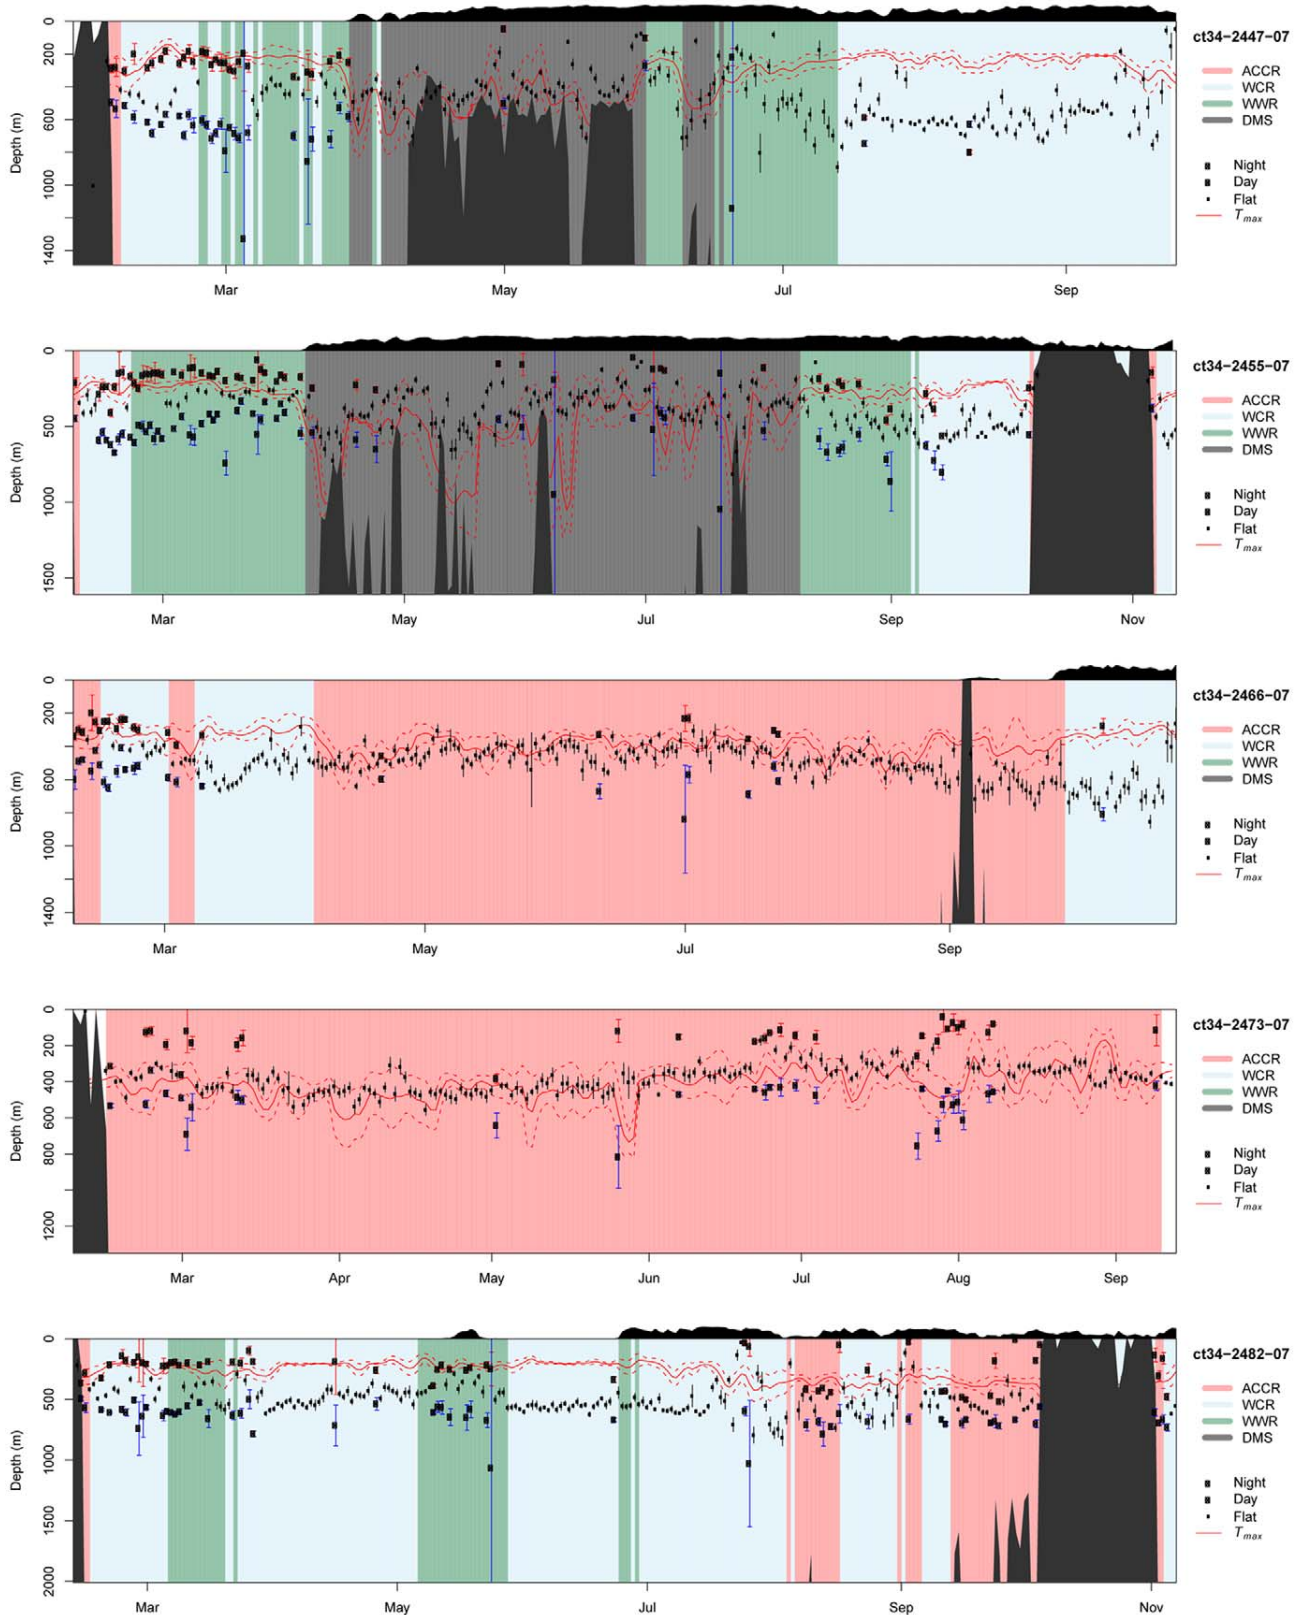 ct34-2447-07
Depth (m)
0
200
600
1000
1400
Mar
May
Jul
Sep
ACCR
WCR
WWR
DMS
Night
Day
Flat
Tmax
ct34-2455-07
Depth (m)
0
500
1000
1500
Mar
May
Jul
Sep
Nov
ACCR
WCR
WWR
DMS
Night
Day
Flat
Tmax
ct34-2466-07
Depth (m)
0
200
600
1000
1400
Mar
May
Jul
Sep
ACCR
WCR
WWR
DMS
Night
Day
Flat
Tmax
ct34-2473-07
Depth (m)
0
200
400
600
800
1200
Mar
Apr
May
Jun
Jul
Aug
Sep
ACCR
WCR
WWR
DMS
Night
Day
Flat
Tmax
ct34-2482-07
Depth (m)
0
500
1000
1500
2000
Mar
May
Jul
Sep
Nov
ACCR
WCR
WWR
DMS
Night
Day
Flat
Tmax